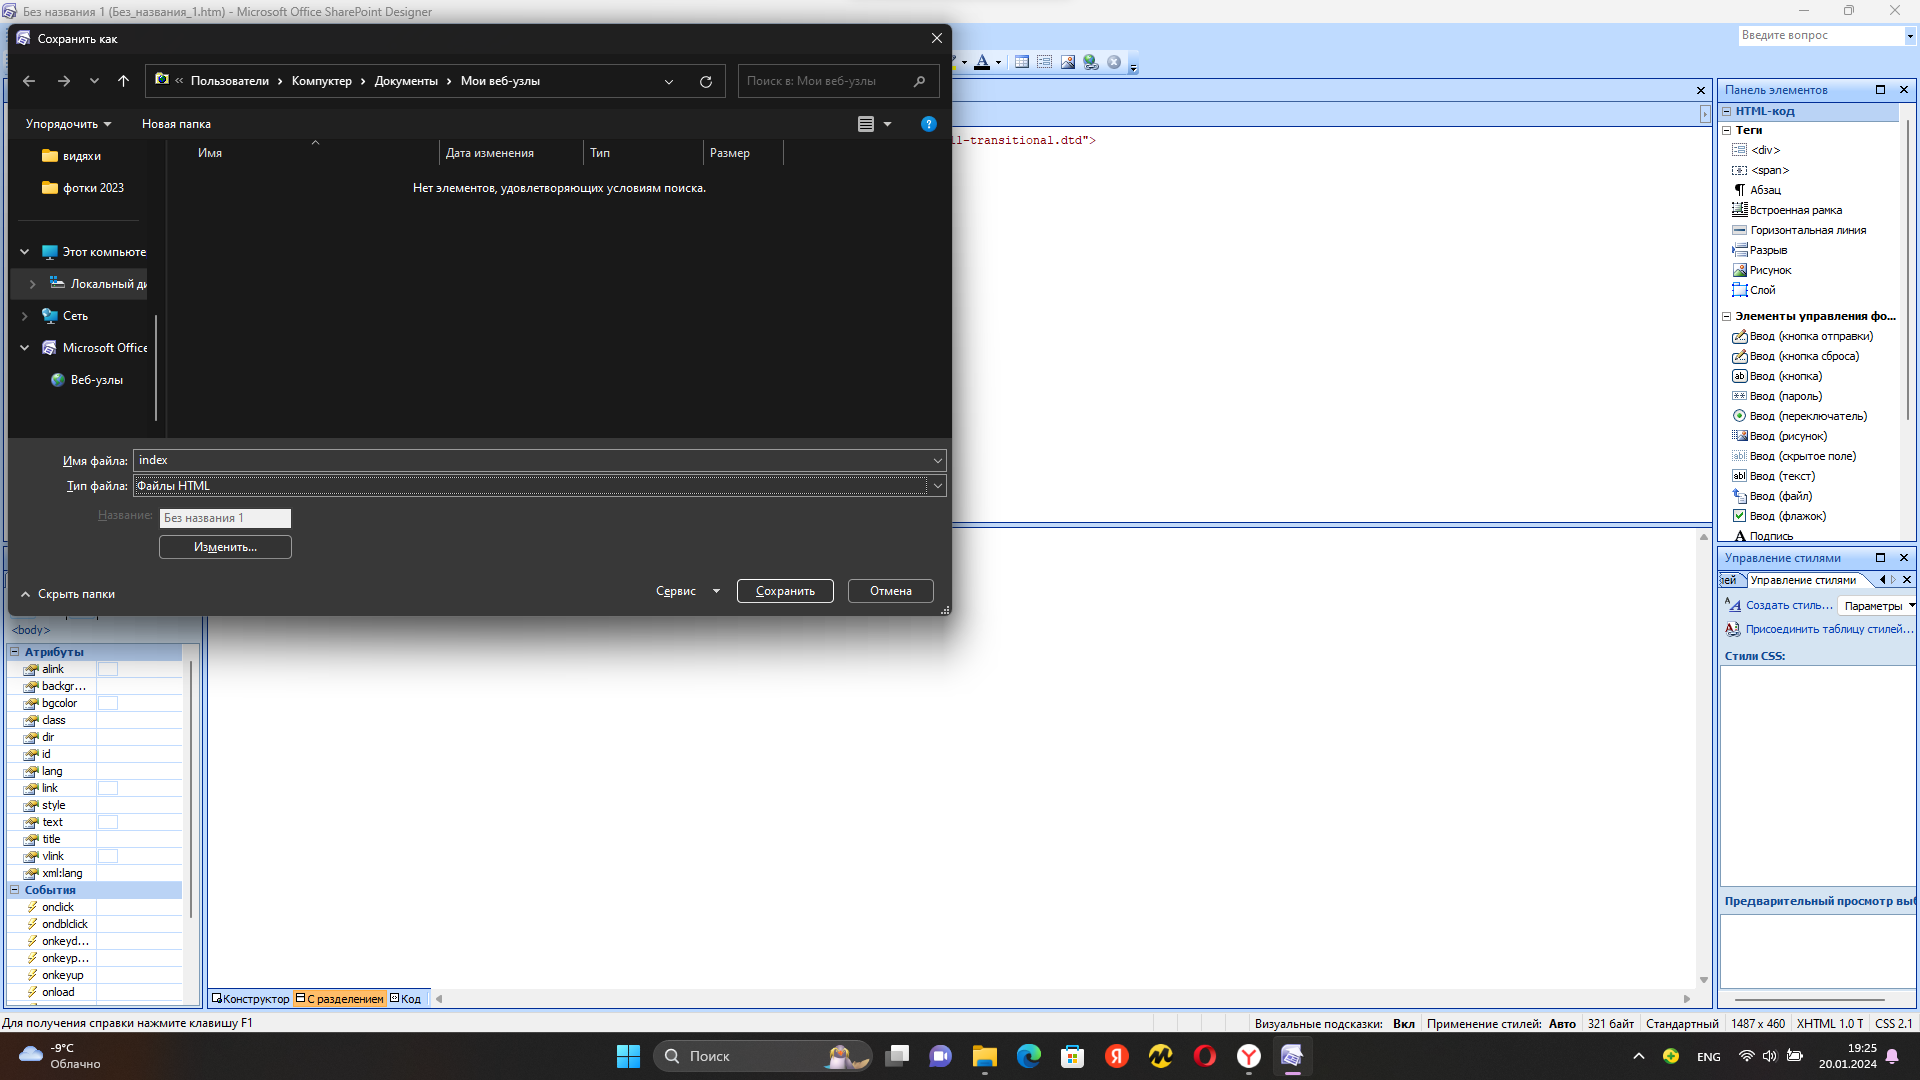 Без названия 1 (Без_названия_1.htm) - Microsoft Office SharePoint Designer
Введите вопрос
Сохранить как
« Пользователи › Компуктер › Документы › Мои веб-узлы
Поиск в: Мои веб-узлы
Упорядочить
Новая папка
видяхи
фотки 2023
Этот компьюте
Локальный ди
Сеть
Microsoft Office
Веб-узлы
Имя
Дата изменения
Тип
Размер
Нет элементов, удовлетворяющих условиям поиска.
Имя файла: index
Тип файла: Файлы HTML
Название: Без названия 1
Изменить...
Скрыть папки
Сервис
Сохранить
Отмена
l1-transitional.dtd">
Панель элементов
HTML-код
Теги
<div>
<span>
Абзац
Встроенная рамка
Горизонтальная линия
Разрыв
Рисунок
Слой
Элементы управления фо...
Ввод (кнопка отправки)
Ввод (кнопка сброса)
Ввод (кнопка)
Ввод (пароль)
Ввод (переключатель)
Ввод (рисунок)
Ввод (скрытое поле)
Ввод (текст)
Ввод (файл)
Ввод (флажок)
Подпись
Управление стилями
лей
Управление стилями
Создать стиль...
Параметры
Присоединить таблицу стилей...
Стили CSS:
Предварительный просмотр выб
<body>
Атрибуты
alink
backgr...
bgcolor
class
dir
id
lang
link
style
text
title
vlink
xml:lang
События
onclick
ondblclick
onkeyd...
onkeyp...
onkeyup
onload
Конструктор
С разделением
Код
Для получения справки нажмите клавишу F1
Визуальные подсказки: Вкл
Применение стилей: Авто
321 байт
Стандартный
1487 x 460
XHTML 1.0 T
CSS 2.1
-9°C
Облачно
Поиск
ENG
19:25
20.01.2024